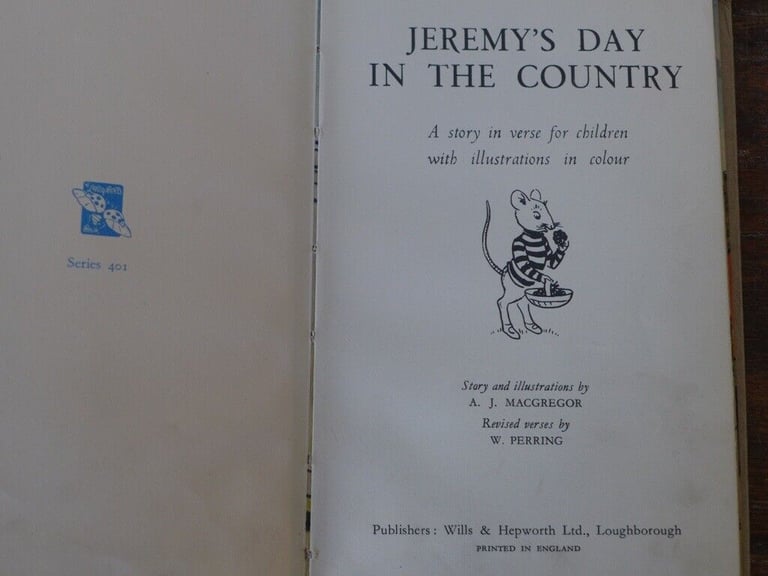 Series 401
JEREMY'S DAY
IN THE COUNTRY
A story in verse for children
with illustrations in colour
Story and illustrations by
A. J. MACGREGOR
Revised verses by
W. PERRING
Publishers: Wills & Hepworth Ltd., Loughborough
PRINTED IN ENGLAND